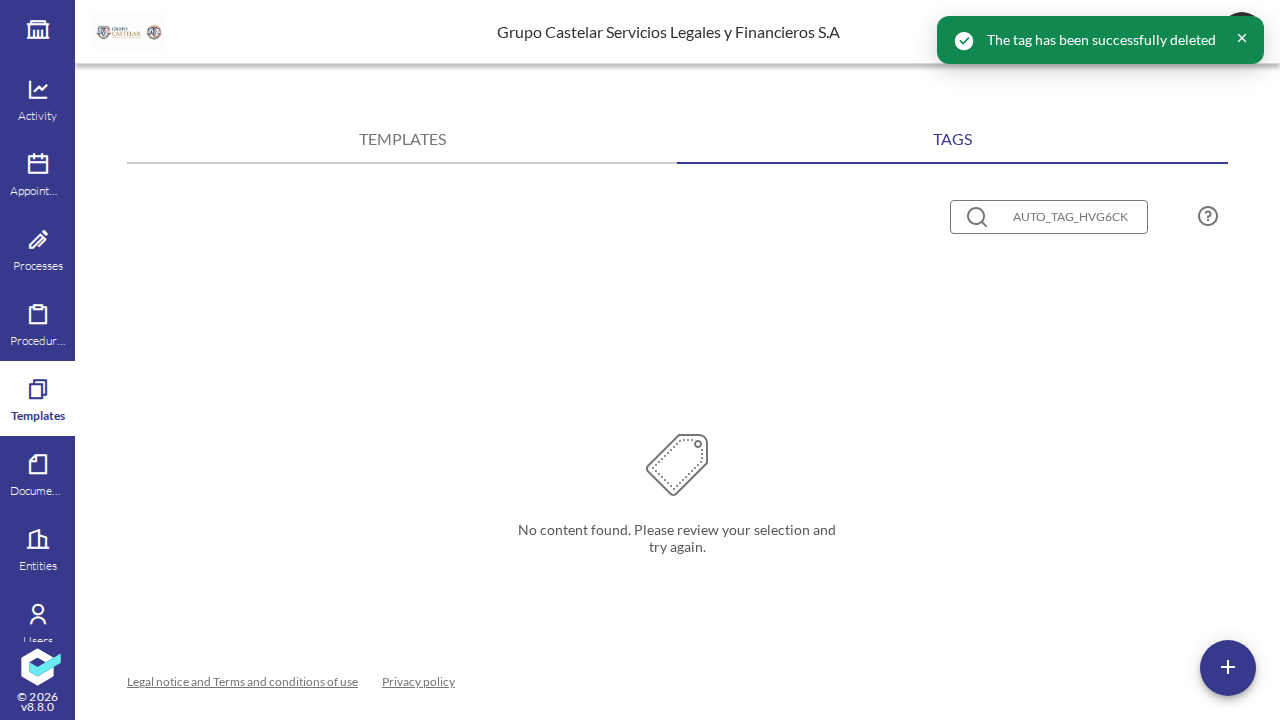 GRUPO
CASTELAR
Grupo Castelar Servicios Legales y Financieros S.A
The tag has been successfully deleted
Activity
Appoint...
Processes
Procedur...
Templates
Docume...
Entities
Users
© 2026
v8.8.0
TEMPLATES
TAGS
AUTO_TAG_HVG6CK
No content found. Please review your selection and
try again.
Legal notice and Terms and conditions of use
Privacy policy